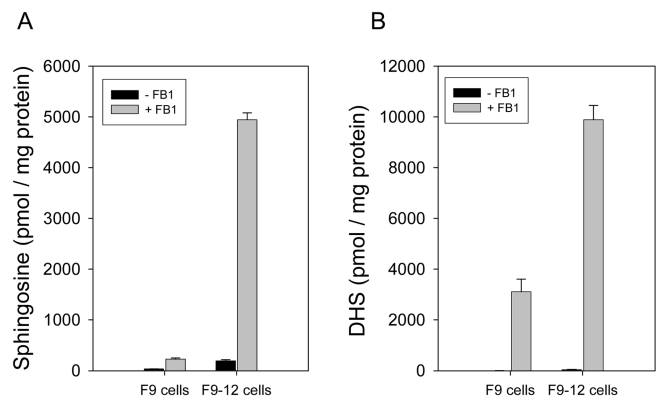 A
Sphingosine (pmol / mg protein)
6000
5000
4000
3000
2000
1000
0
- FB1
+ FB1
F9 cells
F9-12 cells
B
DHS (pmol / mg protein)
12000
10000
8000
6000
4000
2000
0
- FB1
+ FB1
F9 cells
F9-12 cells